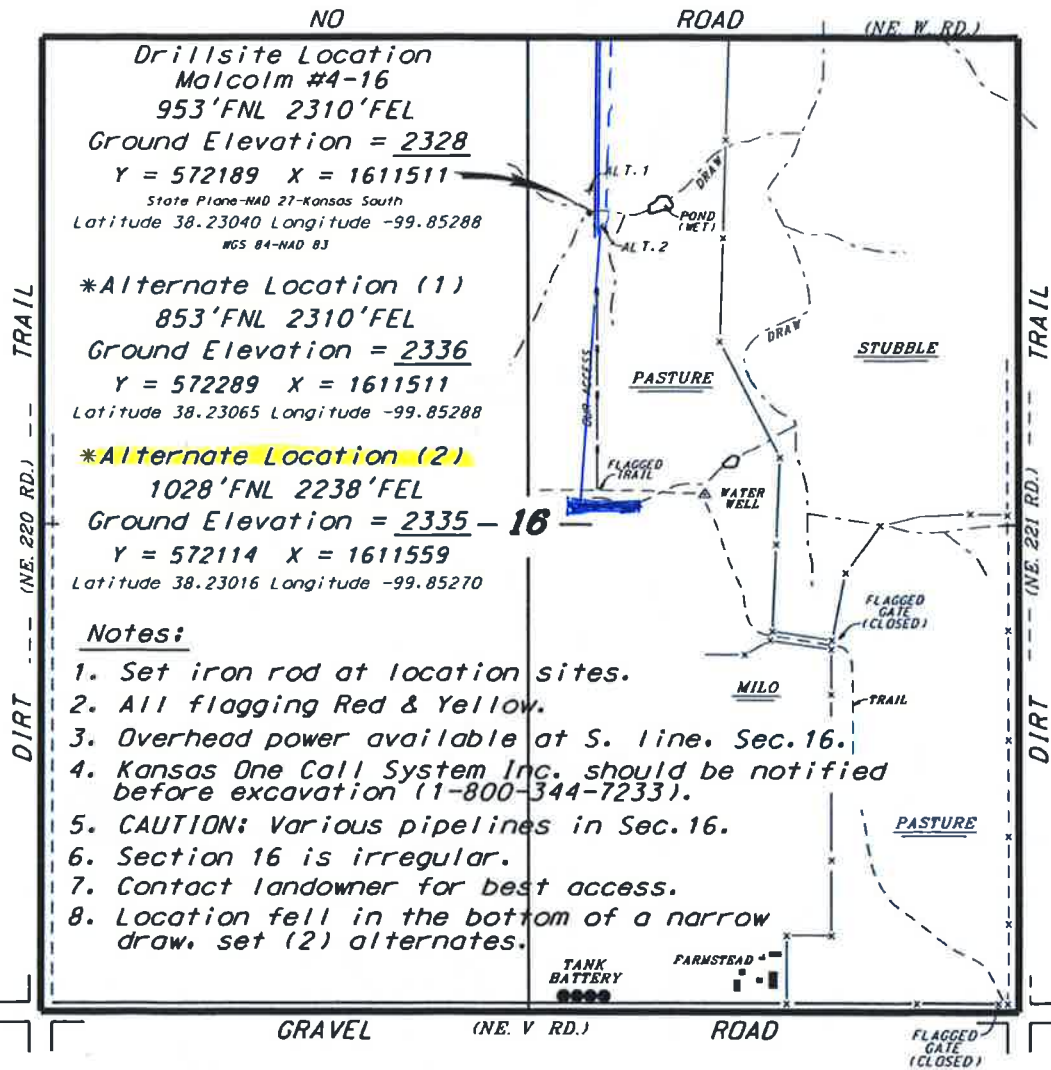 NO ROAD (NE. W. RD.)
Drillsite Location
Malcolm #4-16
953'FNL 2310'FEL
Ground Elevation = 2328
Y = 572189 X = 1611511
State Plane-NAD 27-Kansas South
Latitude 38.23040 Longitude -99.85288
WGS 84-NAD 83
*Alternate Location (1)
853'FNL 2310'FEL
Ground Elevation = 2336
Y = 572289 X = 1611511
Latitude 38.23065 Longitude -99.85288
*Alternate Location (2)
1028'FNL 2238'FEL
Ground Elevation = 2335
Y = 572114 X = 1611559
Latitude 38.23016 Longitude -99.85270
Notes:
1. Set iron rod at location sites.
2. All flagging Red & Yellow.
3. Overhead power available at S. line. Sec.16.
4. Kansas One Call System Inc. should be notified
before excavation (1-800-344-7233).
5. CAUTION: Various pipelines in Sec.16.
6. Section 16 is irregular.
7. Contact landowner for best access.
8. Location fell in the bottom of a narrow
draw. set (2) alternates.
ALT.1
DRAW
POND
(WET)
ALT.2
DRAW
STUBBLE
PASTURE
OUR ACCESS
FLAGGED
TRAIL
WATER
WELL
16
FLAGGED
GATE
(CLOSED)
MILO
TRAIL
PASTURE
TANK
BATTERY
FARMSTEAD
DIRT (NE. 220 RD.) TRAIL
DIRT (NE. 221 RD.) TRAIL
GRAVEL (NE. V RD.) ROAD
FLAGGED
GATE
(CLOSED)